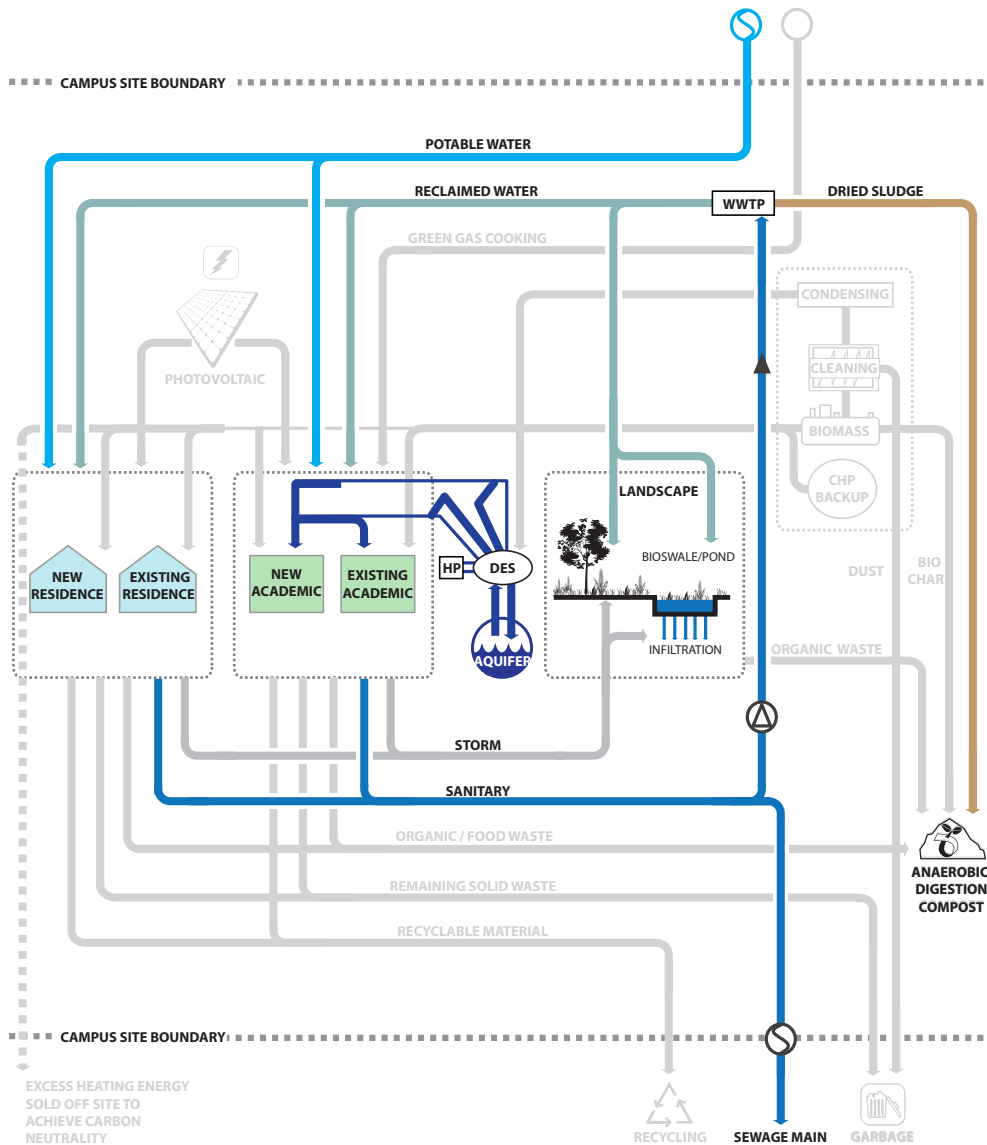 CAMPUS SITE BOUNDARY
POTABLE WATER
RECLAIMED WATER
WWTP
DRIED SLUDGE
GREEN GAS COOKING
CONDENSING
PHOTOVOLTAIC
CLEANING
BIOMASS
CHP
BACKUP
LANDSCAPE
BIOSWALE/POND
NEW
RESIDENCE
EXISTING
RESIDENCE
NEW
ACADEMIC
EXISTING
ACADEMIC
HP
DES
DUST
BIO
CHAR
AQUIFER
INFILTRATION
ORGANIC WASTE
STORM
SANITARY
ORGANIC / FOOD WASTE
ANAEROBIC
DIGESTION
COMPOST
REMAINING SOLID WASTE
RECYCLABLE MATERIAL
CAMPUS SITE BOUNDARY
EXCESS HEATING ENERGY
SOLD OFF SITE TO
ACHIEVE CARBON
NEUTRALITY
RECYCLING
SEWAGE MAIN
GARBAGE